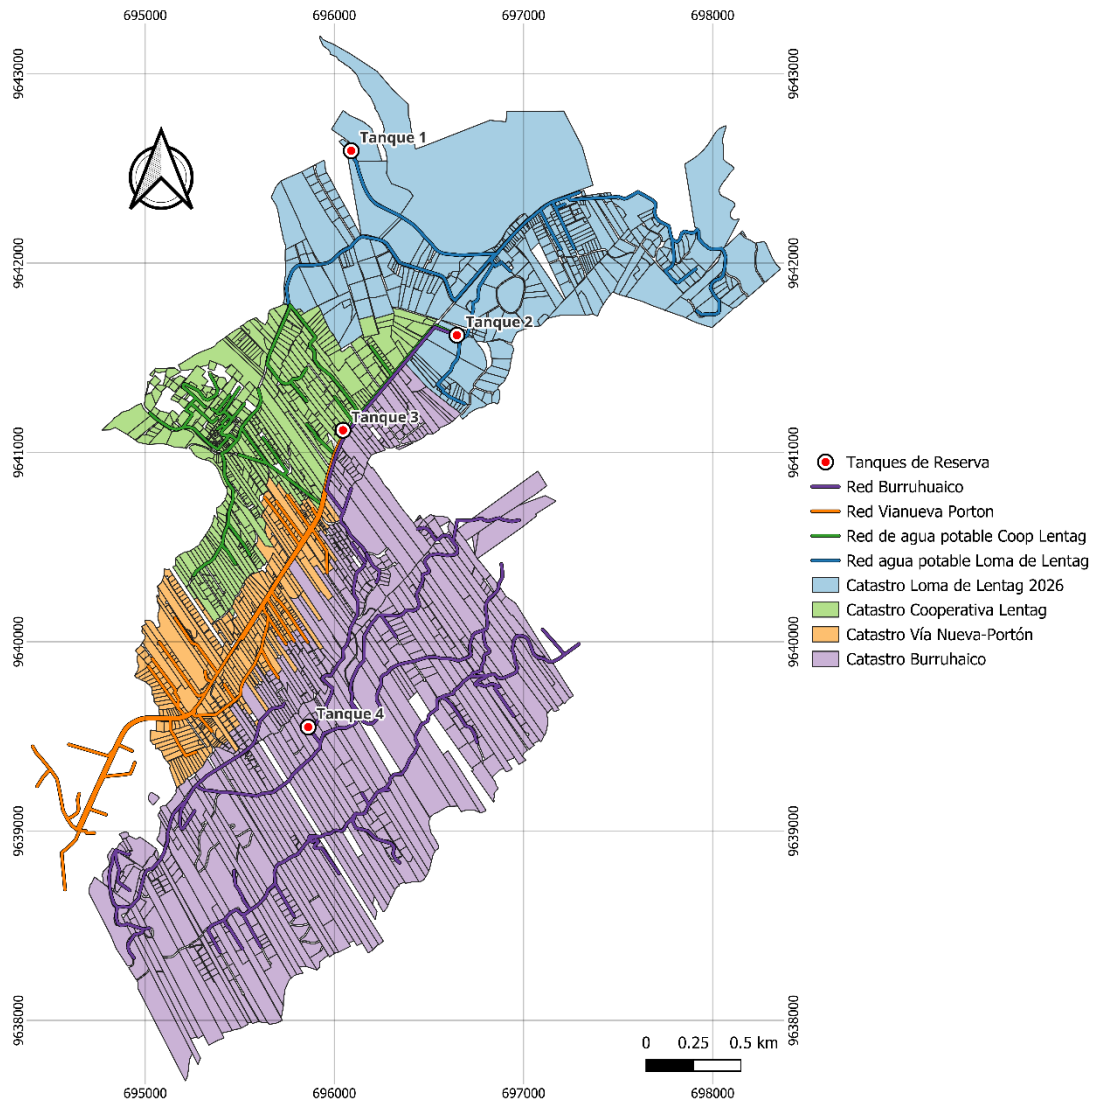 695000 696000 697000 698000
9643000 9643000
Tanque 1
9642000 9642000
Tanque 2
Tanque 3
9641000 9641000
Tanques de Reserva
Red Burruhuaico
Red Vianueva Porton
Red de agua potable Coop Lentag
Red agua potable Loma de Lentag
Catastro Loma de Lentag 2026
Catastro Cooperativa Lentag
Catastro Vía Nueva-Portón
Catastro Burruhaico
9640000 9640000
Tanque 4
9639000 9639000
9638000 9638000
0 0.25 0.5 km
695000 696000 697000 698000